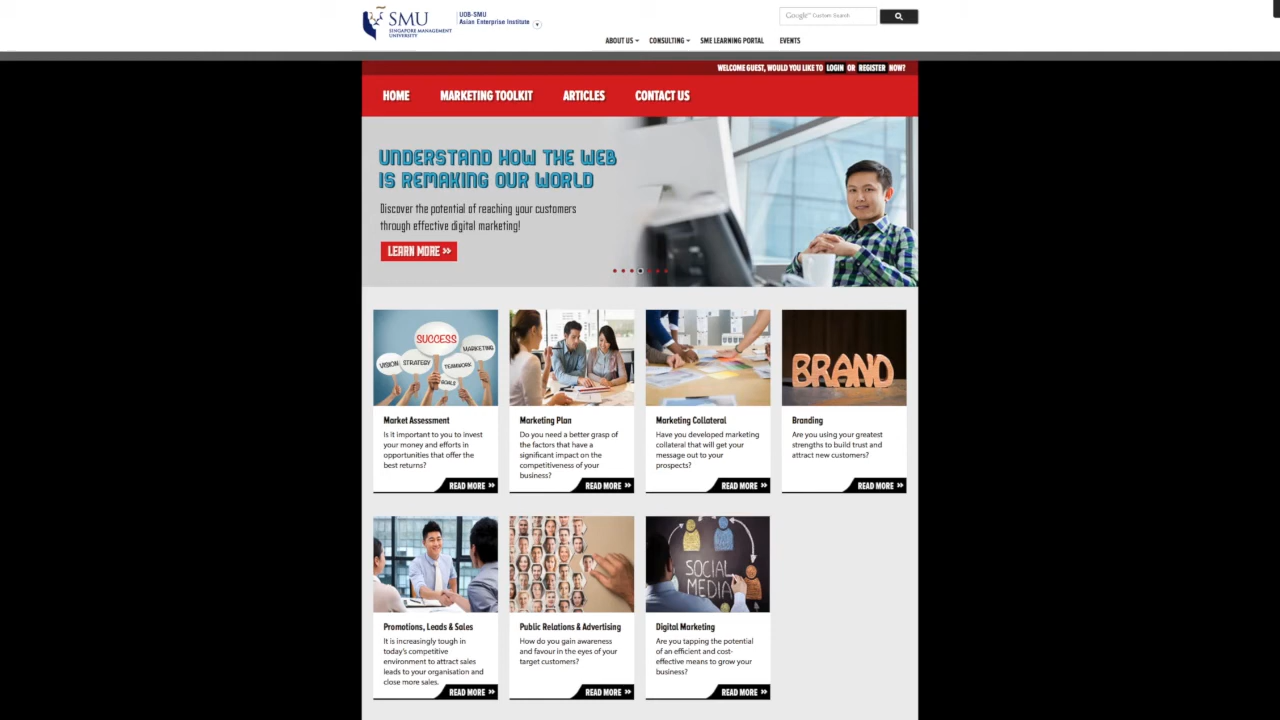 SMU
SINGAPORE MANAGEMENT
UNIVERSITY
UOB-SMU
Asian Enterprise Institute
Google™ Custom Search
ABOUT US
CONSULTING
SME LEARNING PORTAL
EVENTS
WELCOME GUEST, WOULD YOU LIKE TO LOGIN OR REGISTER NOW?
HOME
MARKETING TOOLKIT
ARTICLES
CONTACT US
UNDERSTAND HOW THE WEB
IS REMAKING OUR WORLD
Discover the potential of reaching your customers
through effective digital marketing!
LEARN MORE »
SUCCESS
MARKETING
VISION
STRATEGY
TEAMWORK
GOALS
BRAND
Market Assessment
Is it important to you to invest
your money and efforts in
opportunities that offer the
best returns?
READ MORE »
Marketing Plan
Do you need a better grasp of
the factors that have a
significant impact on the
competitiveness of your
business?
READ MORE »
Marketing Collateral
Have you developed marketing
collateral that will get your
message out to your
prospects?
READ MORE »
Branding
Are you using your greatest
strengths to build trust and
attract new customers?
READ MORE »
SOCIAL
MEDIA
Promotions, Leads & Sales
It is increasingly tough in
today's competitive
environment to attract sales
leads to your organisation and
close more sales.
READ MORE »
Public Relations & Advertising
How do you gain awareness
and favour in the eyes of your
target customers?
READ MORE »
Digital Marketing
Are you tapping the potential
of an efficient and cost-
effective means to grow your
business?
READ MORE »